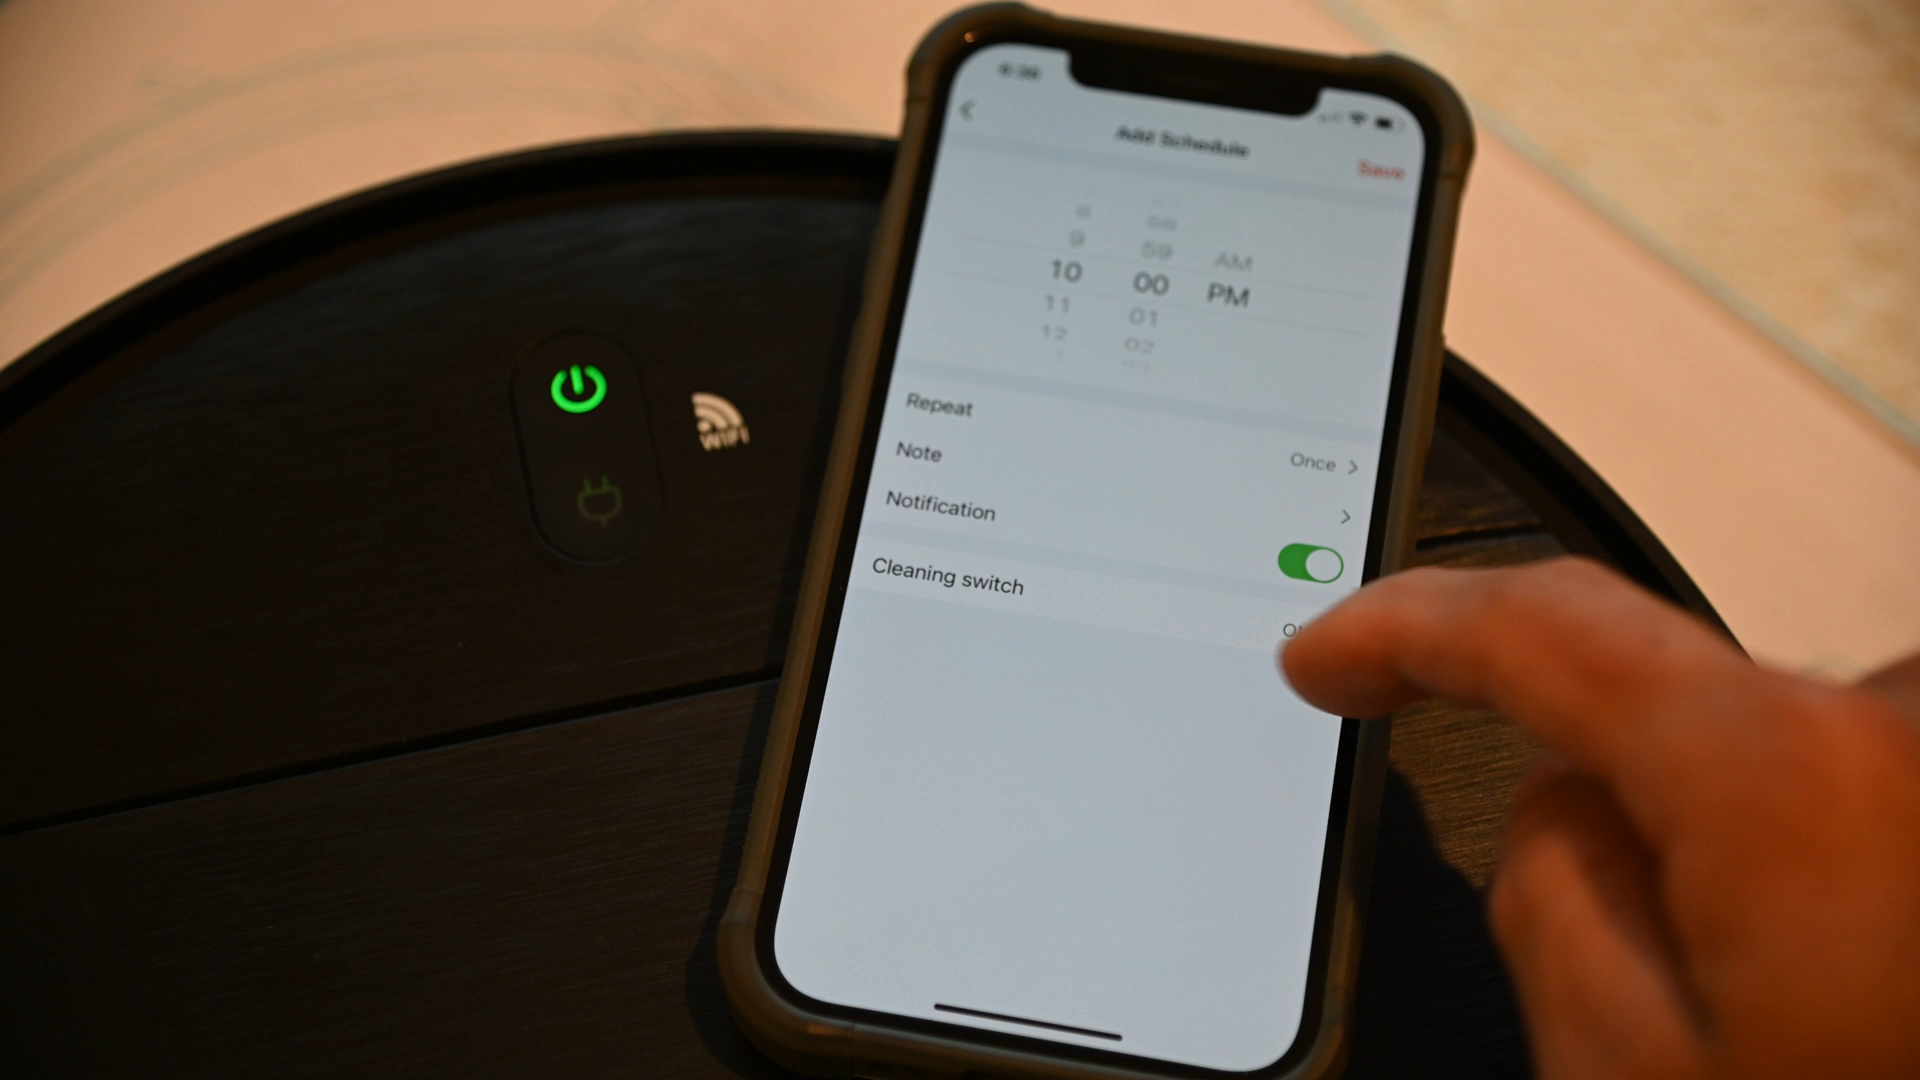 Add Schedule
Save
9 59 AM
10 00 PM
11 01
12 02
Repeat
Once
Note
Notification
Cleaning switch
WIFI